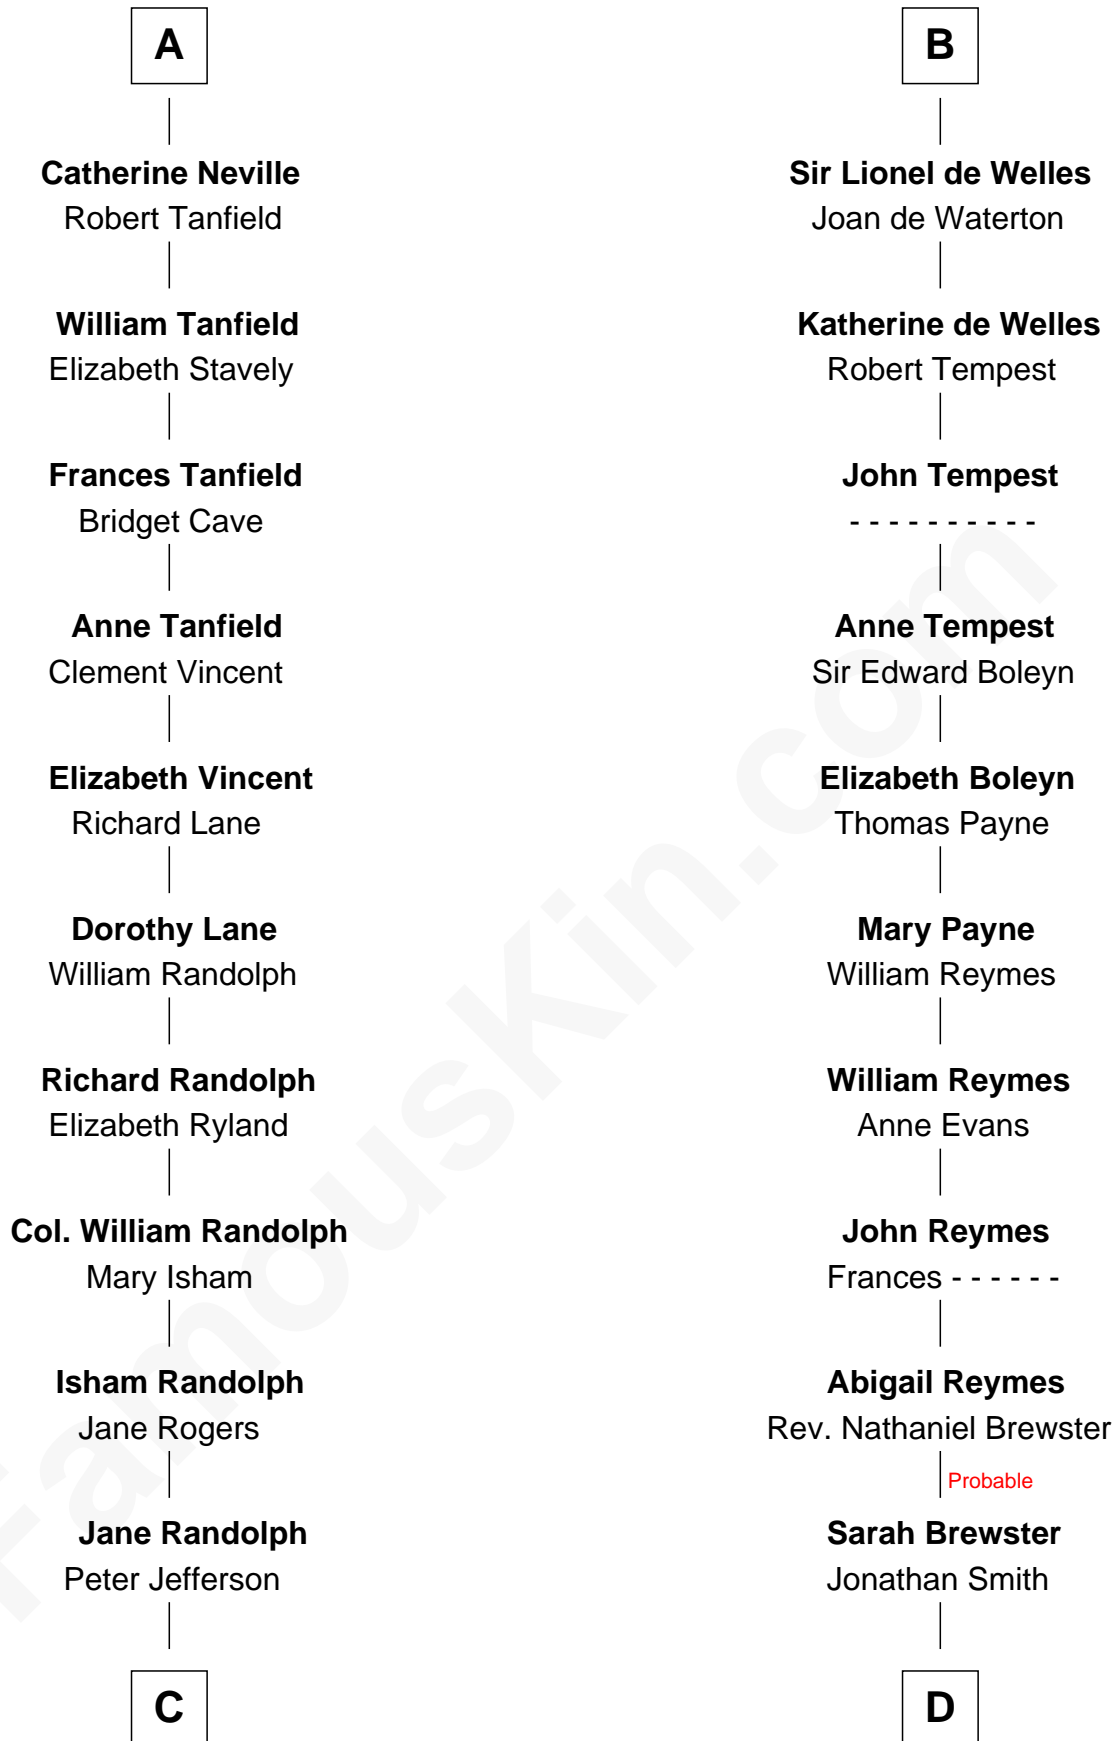 A
Catherine Neville
Robert Tanfield
William Tanfield
Elizabeth Stavely
Frances Tanfield
Bridget Cave
Anne Tanfield
Clement Vincent
Elizabeth Vincent
Richard Lane
Dorothy Lane
William Randolph
Richard Randolph
Elizabeth Ryland
Col. William Randolph
Mary Isham
Isham Randolph
Jane Rogers
Jane Randolph
Peter Jefferson
C
B
Sir Lionel de Welles
Joan de Waterton
Katherine de Welles
Robert Tempest
John Tempest
- - - - - - - - - -
Anne Tempest
Sir Edward Boleyn
Elizabeth Boleyn
Thomas Payne
Mary Payne
William Reymes
William Reymes
Anne Evans
John Reymes
Frances - - - - - -
Abigail Reymes
Rev. Nathaniel Brewster
Probable
Sarah Brewster
Jonathan Smith
D
FamousKin.com